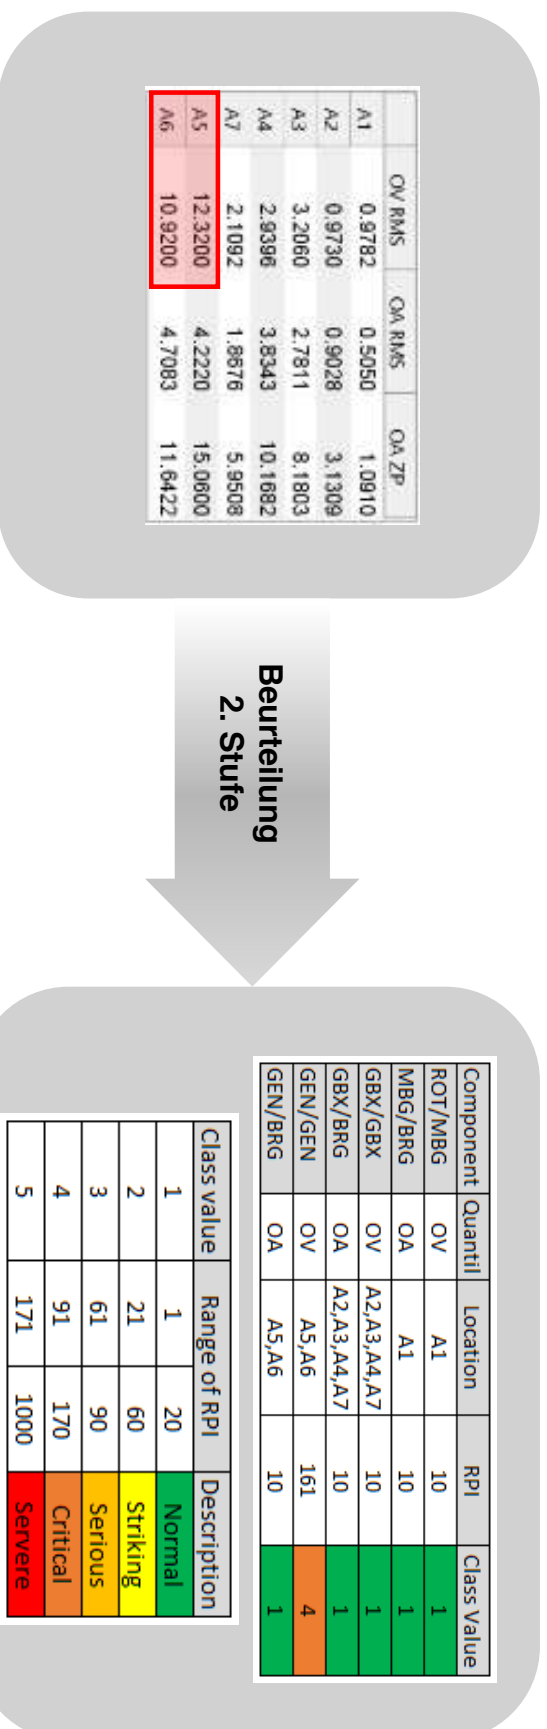 OV RMS OA RMS OA ZP
A1 0.9782 0.5050 1.0910
A2 0.9730 0.9028 3.1309
A3 3.2060 2.7811 8.1803
A4 2.9396 3.8343 10.1682
A7 2.1092 1.8676 5.9508
A5 12.3200 4.2220 15.0600
A6 10.9200 4.7083 11.6422
Beurteilung
2. Stufe
Component Quantil Location RPI Class Value
ROT/MBG OV A1 10 1
MBG/BRG OA A1 10 1
GBX/GBX OV A2,A3,A4,A7 10 1
GBX/BRG OA A2,A3,A4,A7 10 1
GEN/GEN OV A5,A6 161 4
GEN/BRG OA A5,A6 10 1
Class value Range of RPI Description
1 1 20 Normal
2 21 60 Striking
3 61 90 Serious
4 91 170 Critical
5 171 1000 Servere